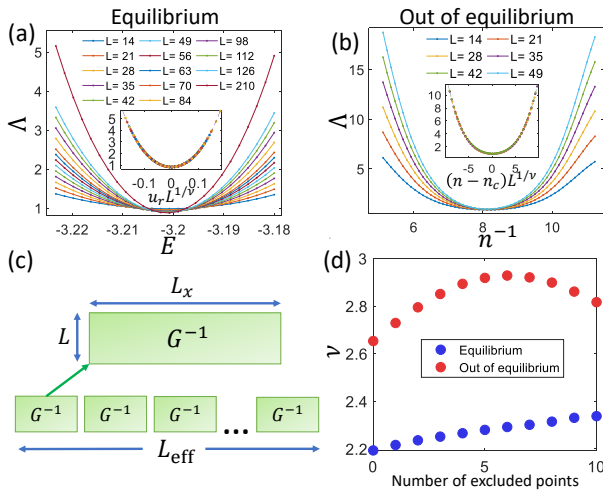 Equilibrium
Out of equilibrium
(a)
L= 14
L= 49
L= 98
L= 21
L= 56
L= 112
L= 28
L= 63
L= 126
L= 35
L= 70
L= 210
L= 42
L= 84
Λ
5
4
3
2
1
5
4
3
2
1
-0.1
0
0.1
u_r L^{1/ν}
-3.22
-3.21
-3.2
-3.19
-3.18
E
(b)
L= 14
L= 21
L= 28
L= 35
L= 42
L= 49
Λ
15
10
5
10
8
6
4
2
-5
0
5
(n − n_c)L^{1/ν}
6
8
10
n^{-1}
(c)
L_x
L
G^{-1}
G^{-1}
G^{-1}
G^{-1}
...
G^{-1}
L_eff
(d)
ν
3
2.8
2.6
2.4
2.2
Equilibrium
Out of equilibrium
0
5
10
Number of excluded points